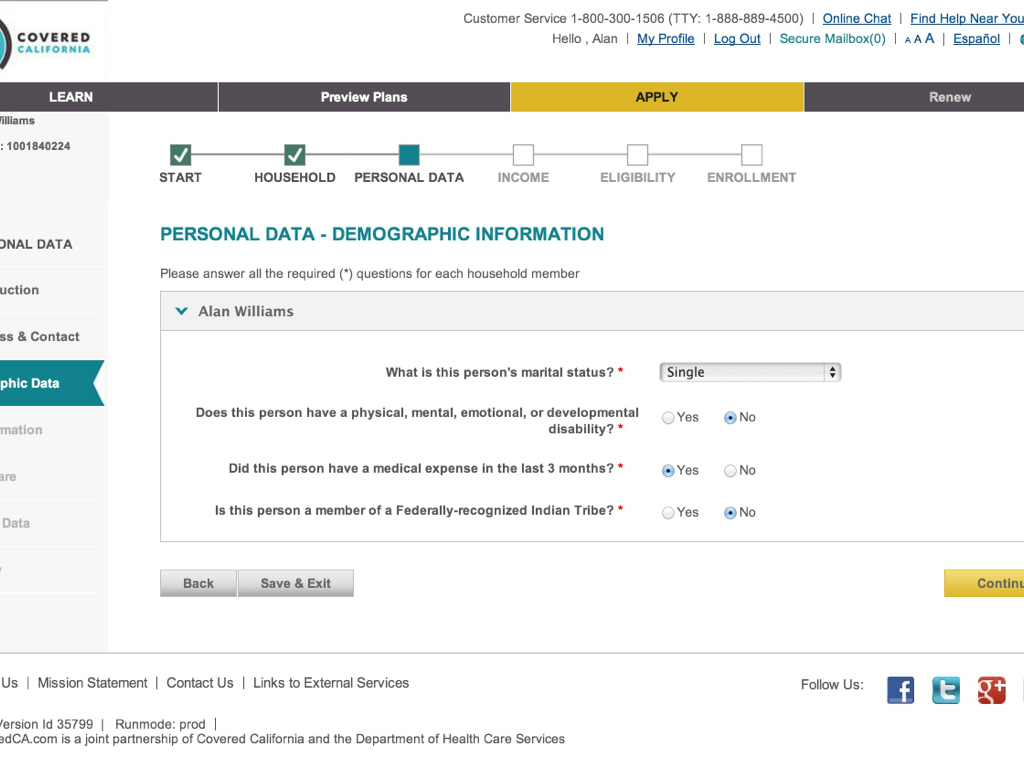 COVERED
CALIFORNIA
Customer Service 1-800-300-1506 (TTY: 1-888-889-4500) | Online Chat | Find Help Near You
Hello , Alan | My Profile | Log Out | Secure Mailbox(0) | A A A | Español |
LEARN Preview Plans APPLY Renew
illiams
: 1001840224
START HOUSEHOLD PERSONAL DATA INCOME ELIGIBILITY ENROLLMENT
PERSONAL DATA - DEMOGRAPHIC INFORMATION
Please answer all the required (*) questions for each household member
Alan Williams
What is this person's marital status? * Single
Does this person have a physical, mental, emotional, or developmental
disability? * Yes No
Did this person have a medical expense in the last 3 months? * Yes No
Is this person a member of a Federally-recognized Indian Tribe? * Yes No
Back Save & Exit Continu
ONAL DATA
uction
ss & Contact
phic Data
mation
are
Data
y
Us | Mission Statement | Contact Us | Links to External Services
Follow Us:
Version Id 35799 | Runmode: prod |
edCA.com is a joint partnership of Covered California and the Department of Health Care Services